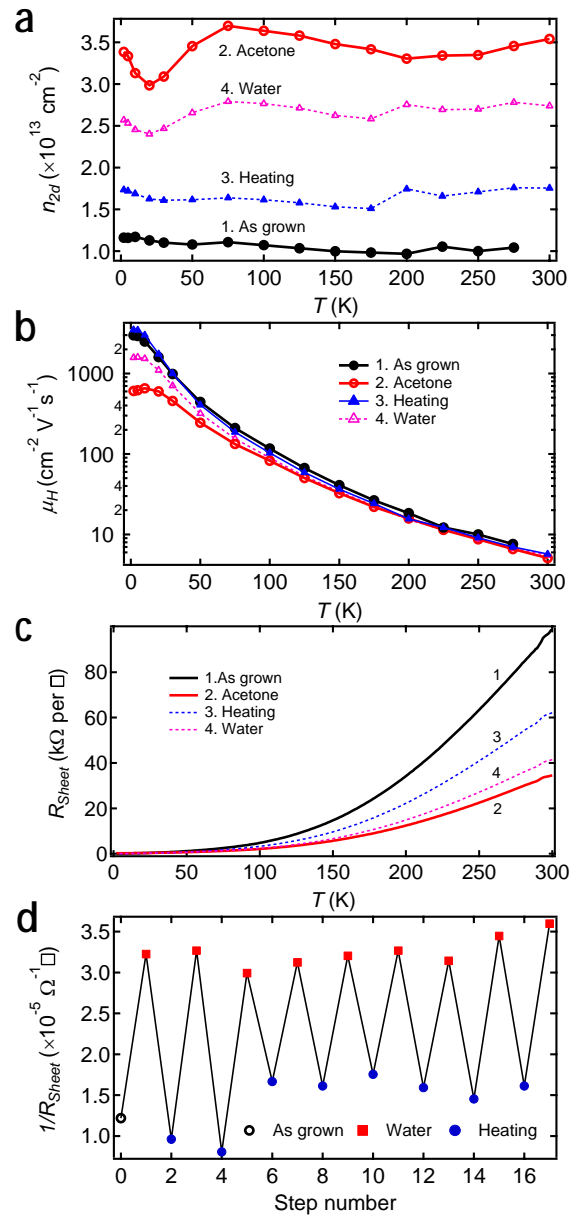 a
n2d (×10^13 cm^-2)
3.5
3.0
2.5
2.0
1.5
1.0
2. Acetone
4. Water
3. Heating
1. As grown
0 50 100 150 200 250 300
T (K)
b
μH (cm^-2 V^-1 s^-1)
2
1000
4
2
100
4
2
10
1. As grown
2. Acetone
3. Heating
4. Water
0 50 100 150 200 250 300
T (K)
c
RSheet (kΩ per □)
80
60
40
20
0
1.As grown
2. Acetone
3. Heating
4. Water
1
3
4
2
0 50 100 150 200 250 300
T (K)
d
1/RSheet (×10^-5 Ω^-1 □)
3.5
3.0
2.5
2.0
1.5
1.0
As grown Water Heating
0 2 4 6 8 10 12 14 16
Step number